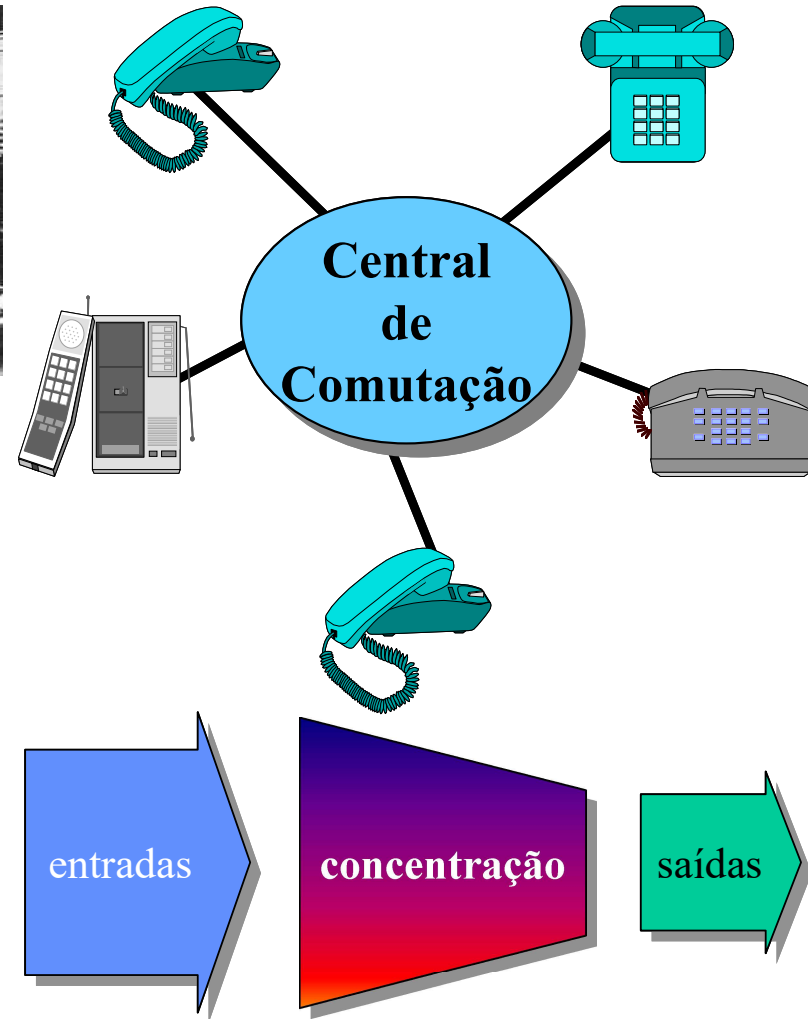 Central
de
Comutação
entradas
concentração
saídas